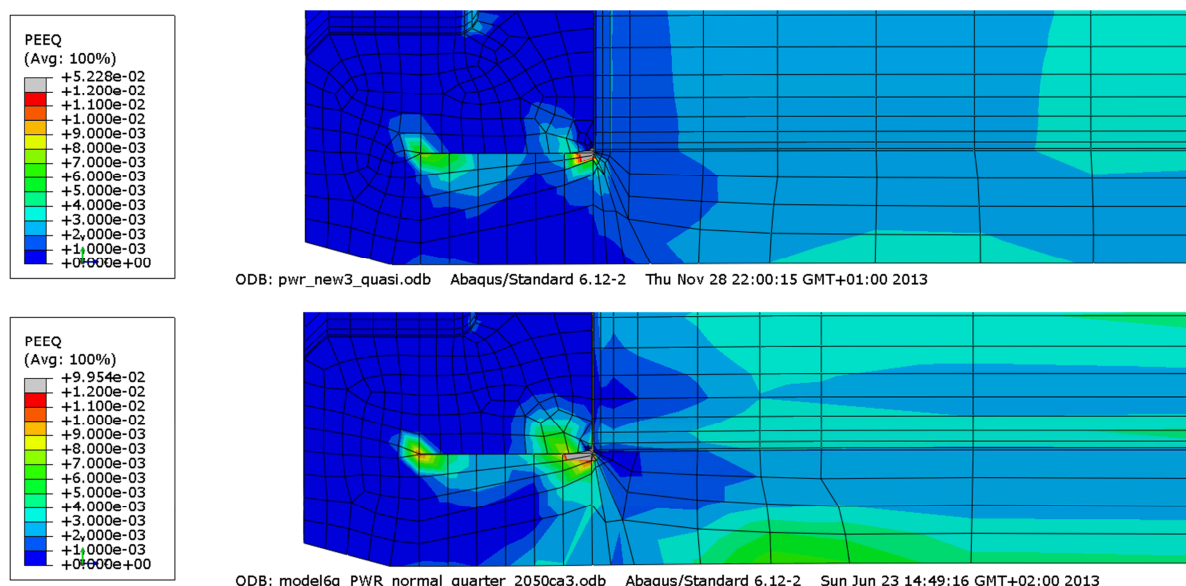 PEEQ
(Avg: 100%)
+5.228e-02
+1.200e-02
+1.100e-02
+1.000e-02
+9.000e-03
+8.000e-03
+7.000e-03
+6.000e-03
+5.000e-03
+4.000e-03
+3.000e-03
+2.000e-03
+1.000e-03
+0.000e+00
ODB: pwr_new3_quasi.odb Abaqus/Standard 6.12-2 Thu Nov 28 22:00:15 GMT+01:00 2013
PEEQ
(Avg: 100%)
+9.954e-02
+1.200e-02
+1.100e-02
+1.000e-02
+9.000e-03
+8.000e-03
+7.000e-03
+6.000e-03
+5.000e-03
+4.000e-03
+3.000e-03
+2.000e-03
+1.000e-03
+0.000e+00
ODB: model6g_PWR_normal_quarter_2050ca3.odb Abaqus/Standard 6.12-2 Sun Jun 23 14:49:16 GMT+02:00 2013